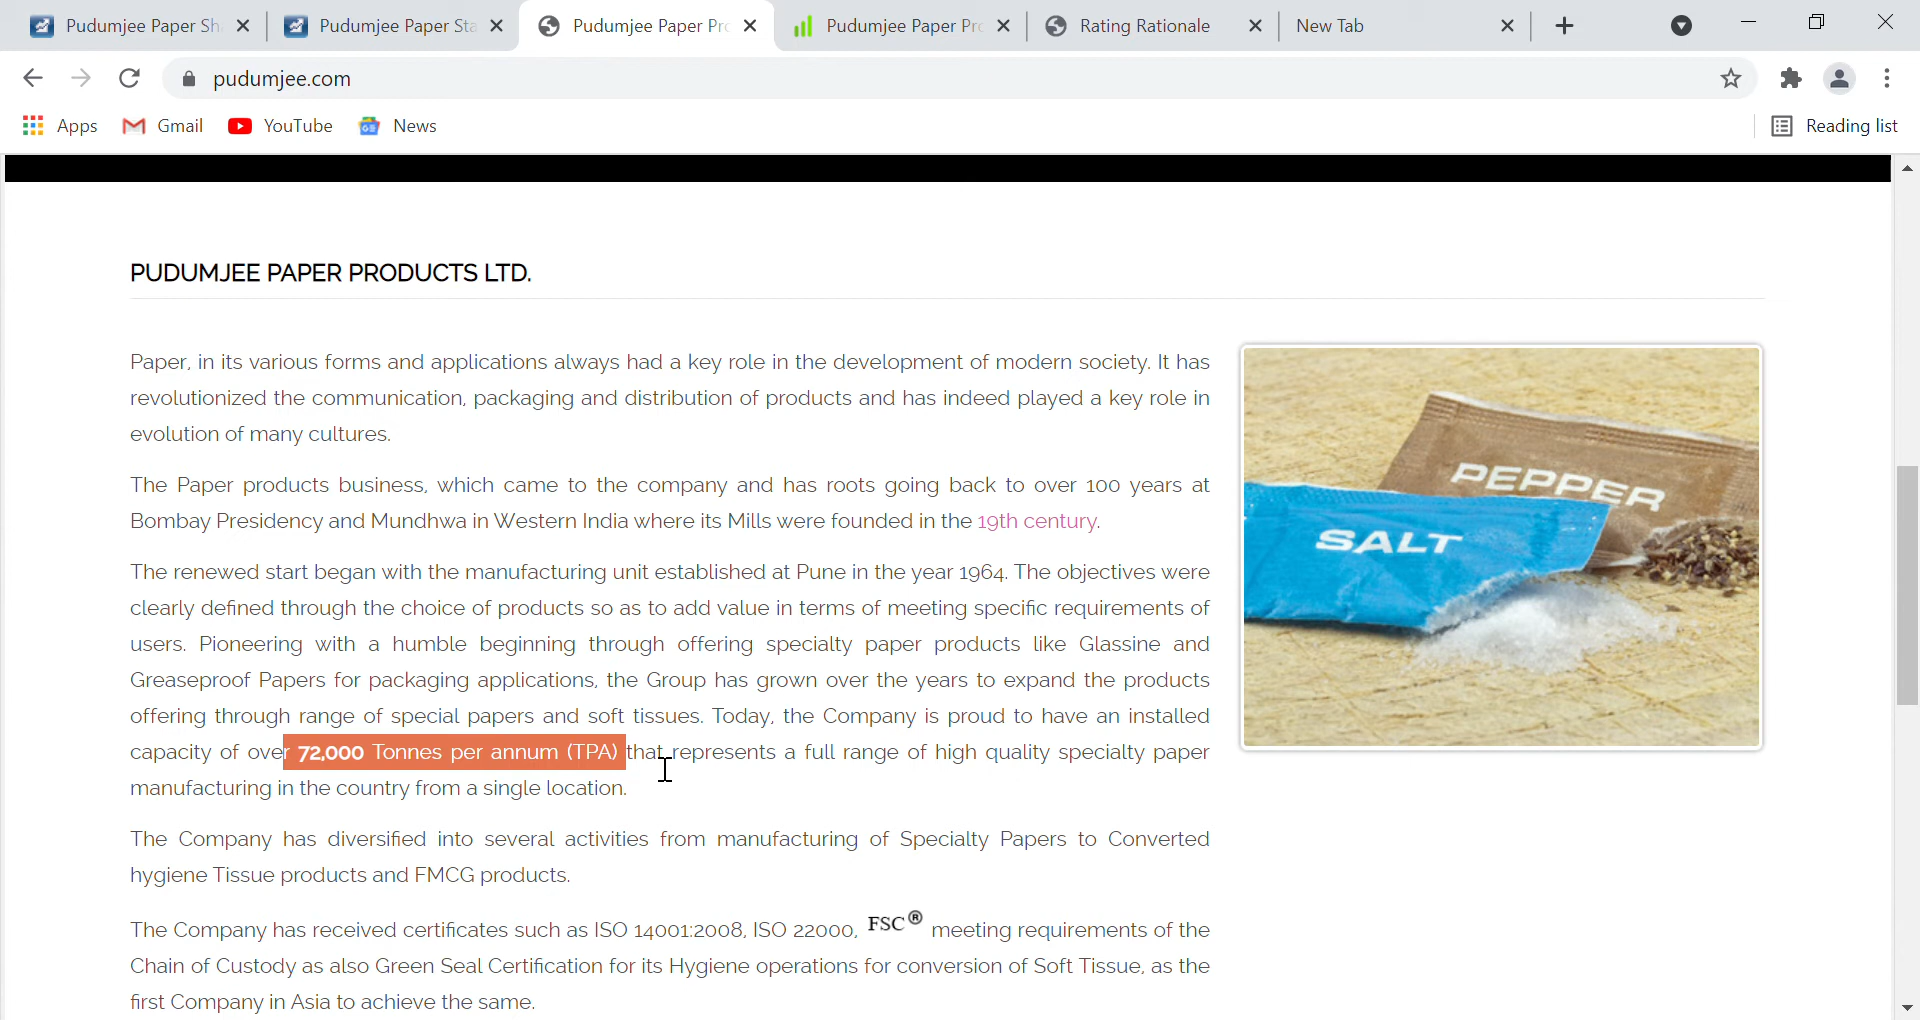 Pudumjee Paper Sh
Pudumjee Paper Sta
Pudumjee Paper Pro
Pudumjee Paper Pro
Rating Rationale
New Tab
pudumjee.com
Apps
Gmail
YouTube
News
Reading list
PUDUMJEE PAPER PRODUCTS LTD.
Paper, in its various forms and applications always had a key role in the development of modern society. It has
revolutionized the communication, packaging and distribution of products and has indeed played a key role in
evolution of many cultures.
The Paper products business, which came to the company and has roots going back to over 100 years at
Bombay Presidency and Mundhwa in Western India where its Mills were founded in the 19th century.
The renewed start began with the manufacturing unit established at Pune in the year 1964. The objectives were
clearly defined through the choice of products so as to add value in terms of meeting specific requirements of
users. Pioneering with a humble beginning through offering specialty paper products like Glassine and
Greaseproof Papers for packaging applications, the Group has grown over the years to expand the products
offering through range of special papers and soft tissues. Today, the Company is proud to have an installed
capacity of over 72,000 Tonnes per annum (TPA) that represents a full range of high quality specialty paper
manufacturing in the country from a single location.
The Company has diversified into several activities from manufacturing of Specialty Papers to Converted
hygiene Tissue products and FMCG products.
The Company has received certificates such as ISO 14001:2008, ISO 22000, FSC® meeting requirements of the
Chain of Custody as also Green Seal Certification for its Hygiene operations for conversion of Soft Tissue, as the
first Company in Asia to achieve the same.
PEPPER
SALT